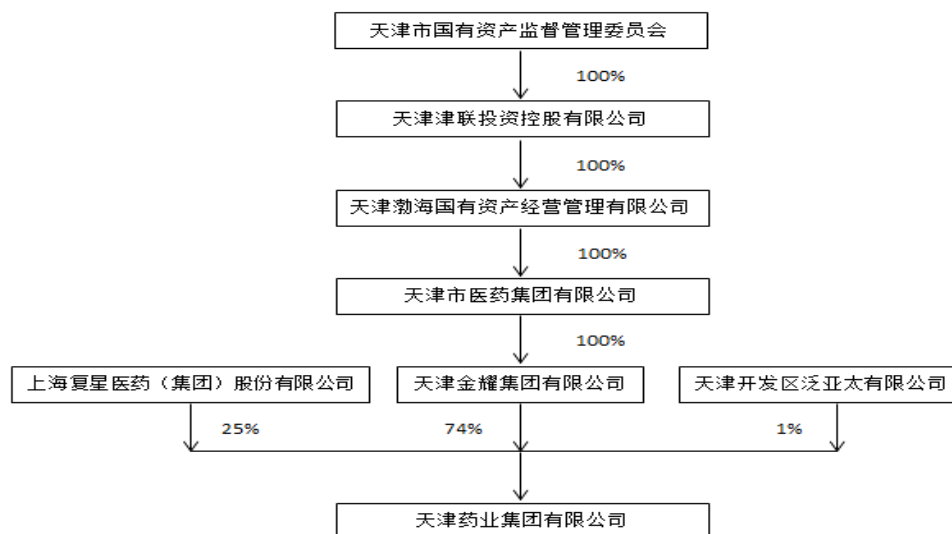 天津市国有资产监督管理委员会
100%
天津津联投资控股有限公司
100%
天津渤海国有资产经营管理有限公司
100%
天津市医药集团有限公司
100%
上海复星医药（集团）股份有限公司
天津金耀集团有限公司
天津开发区泛亚太有限公司
25%
74%
1%
天津药业集团有限公司